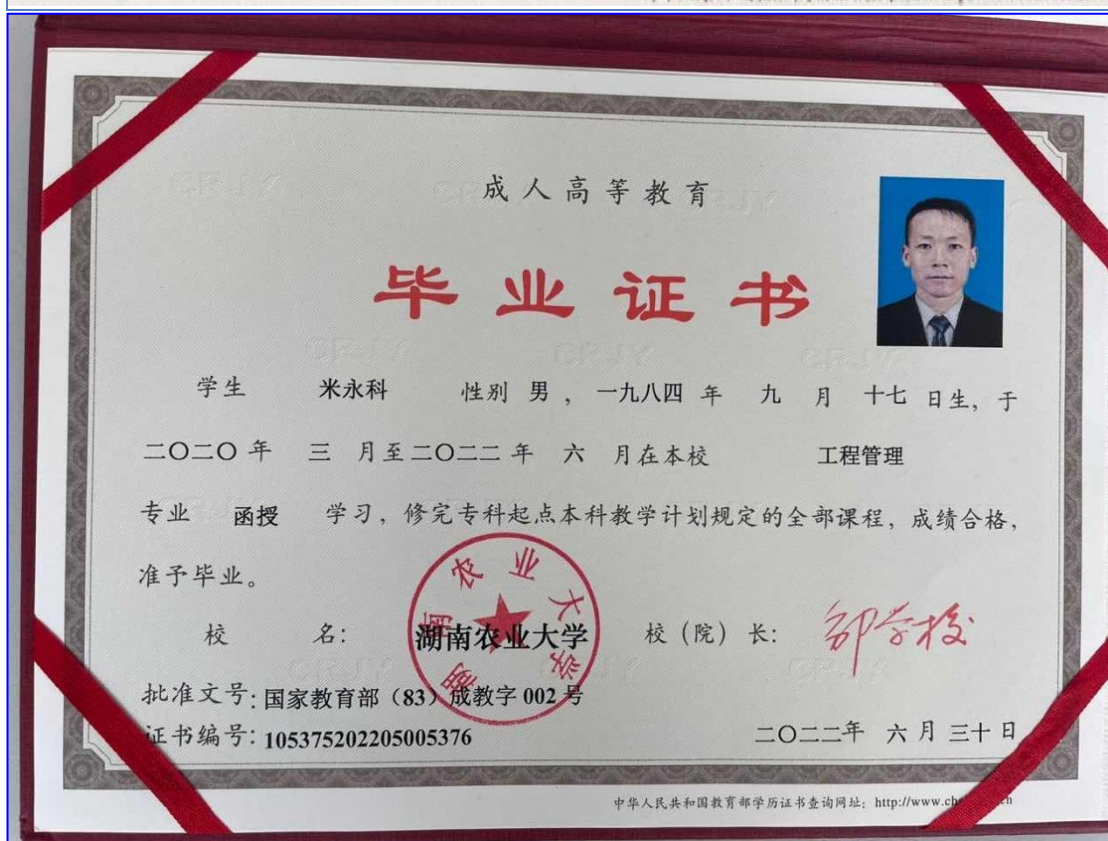 成人高等教育
毕业证书
学生 米永科 性别 男 ， 一九八四 年 九 月 十七 日生，于
二〇二〇年 三 月至二〇二二年 六 月在本校 工程管理
专业 函授 学习，修完专科起点本科教学计划规定的全部课程，成绩合格，
准予毕业。
湖南农业大学
校 名： 湖南农业大学 校（院）长：
批准文号：国家教育部（83）成教字 002 号
证书编号：105375202205005376
二〇二二年 六 月 三十 日
中华人民共和国教育部学历证书查询网址：http://www.ch